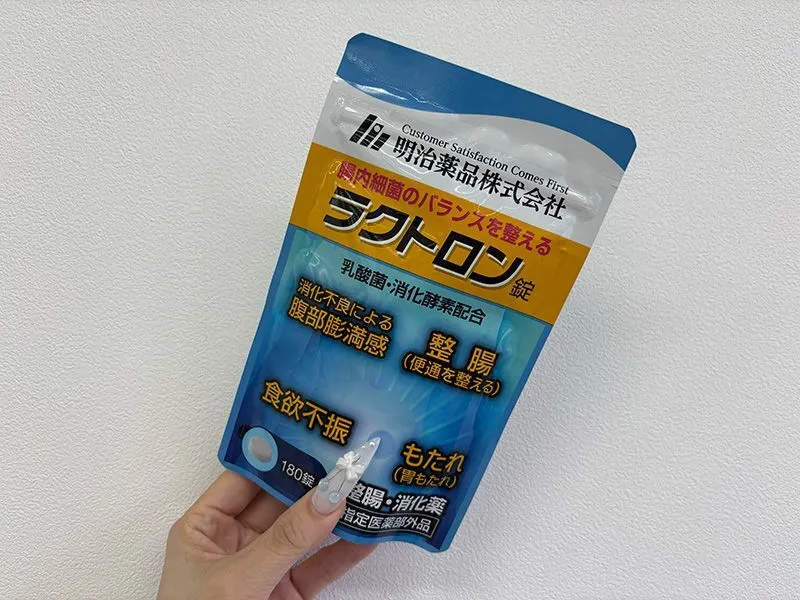 Customer Satisfaction Comes First
明治薬品株式会社
腸内細菌のバランスを整える
ラクトロン錠
乳酸菌・消化酵素配合
消化不良による
腹部膨満感
整腸
(便通を整える)
食欲不振
もたれ
(胃もたれ)
180錠
整腸・消化薬
指定医薬部外品